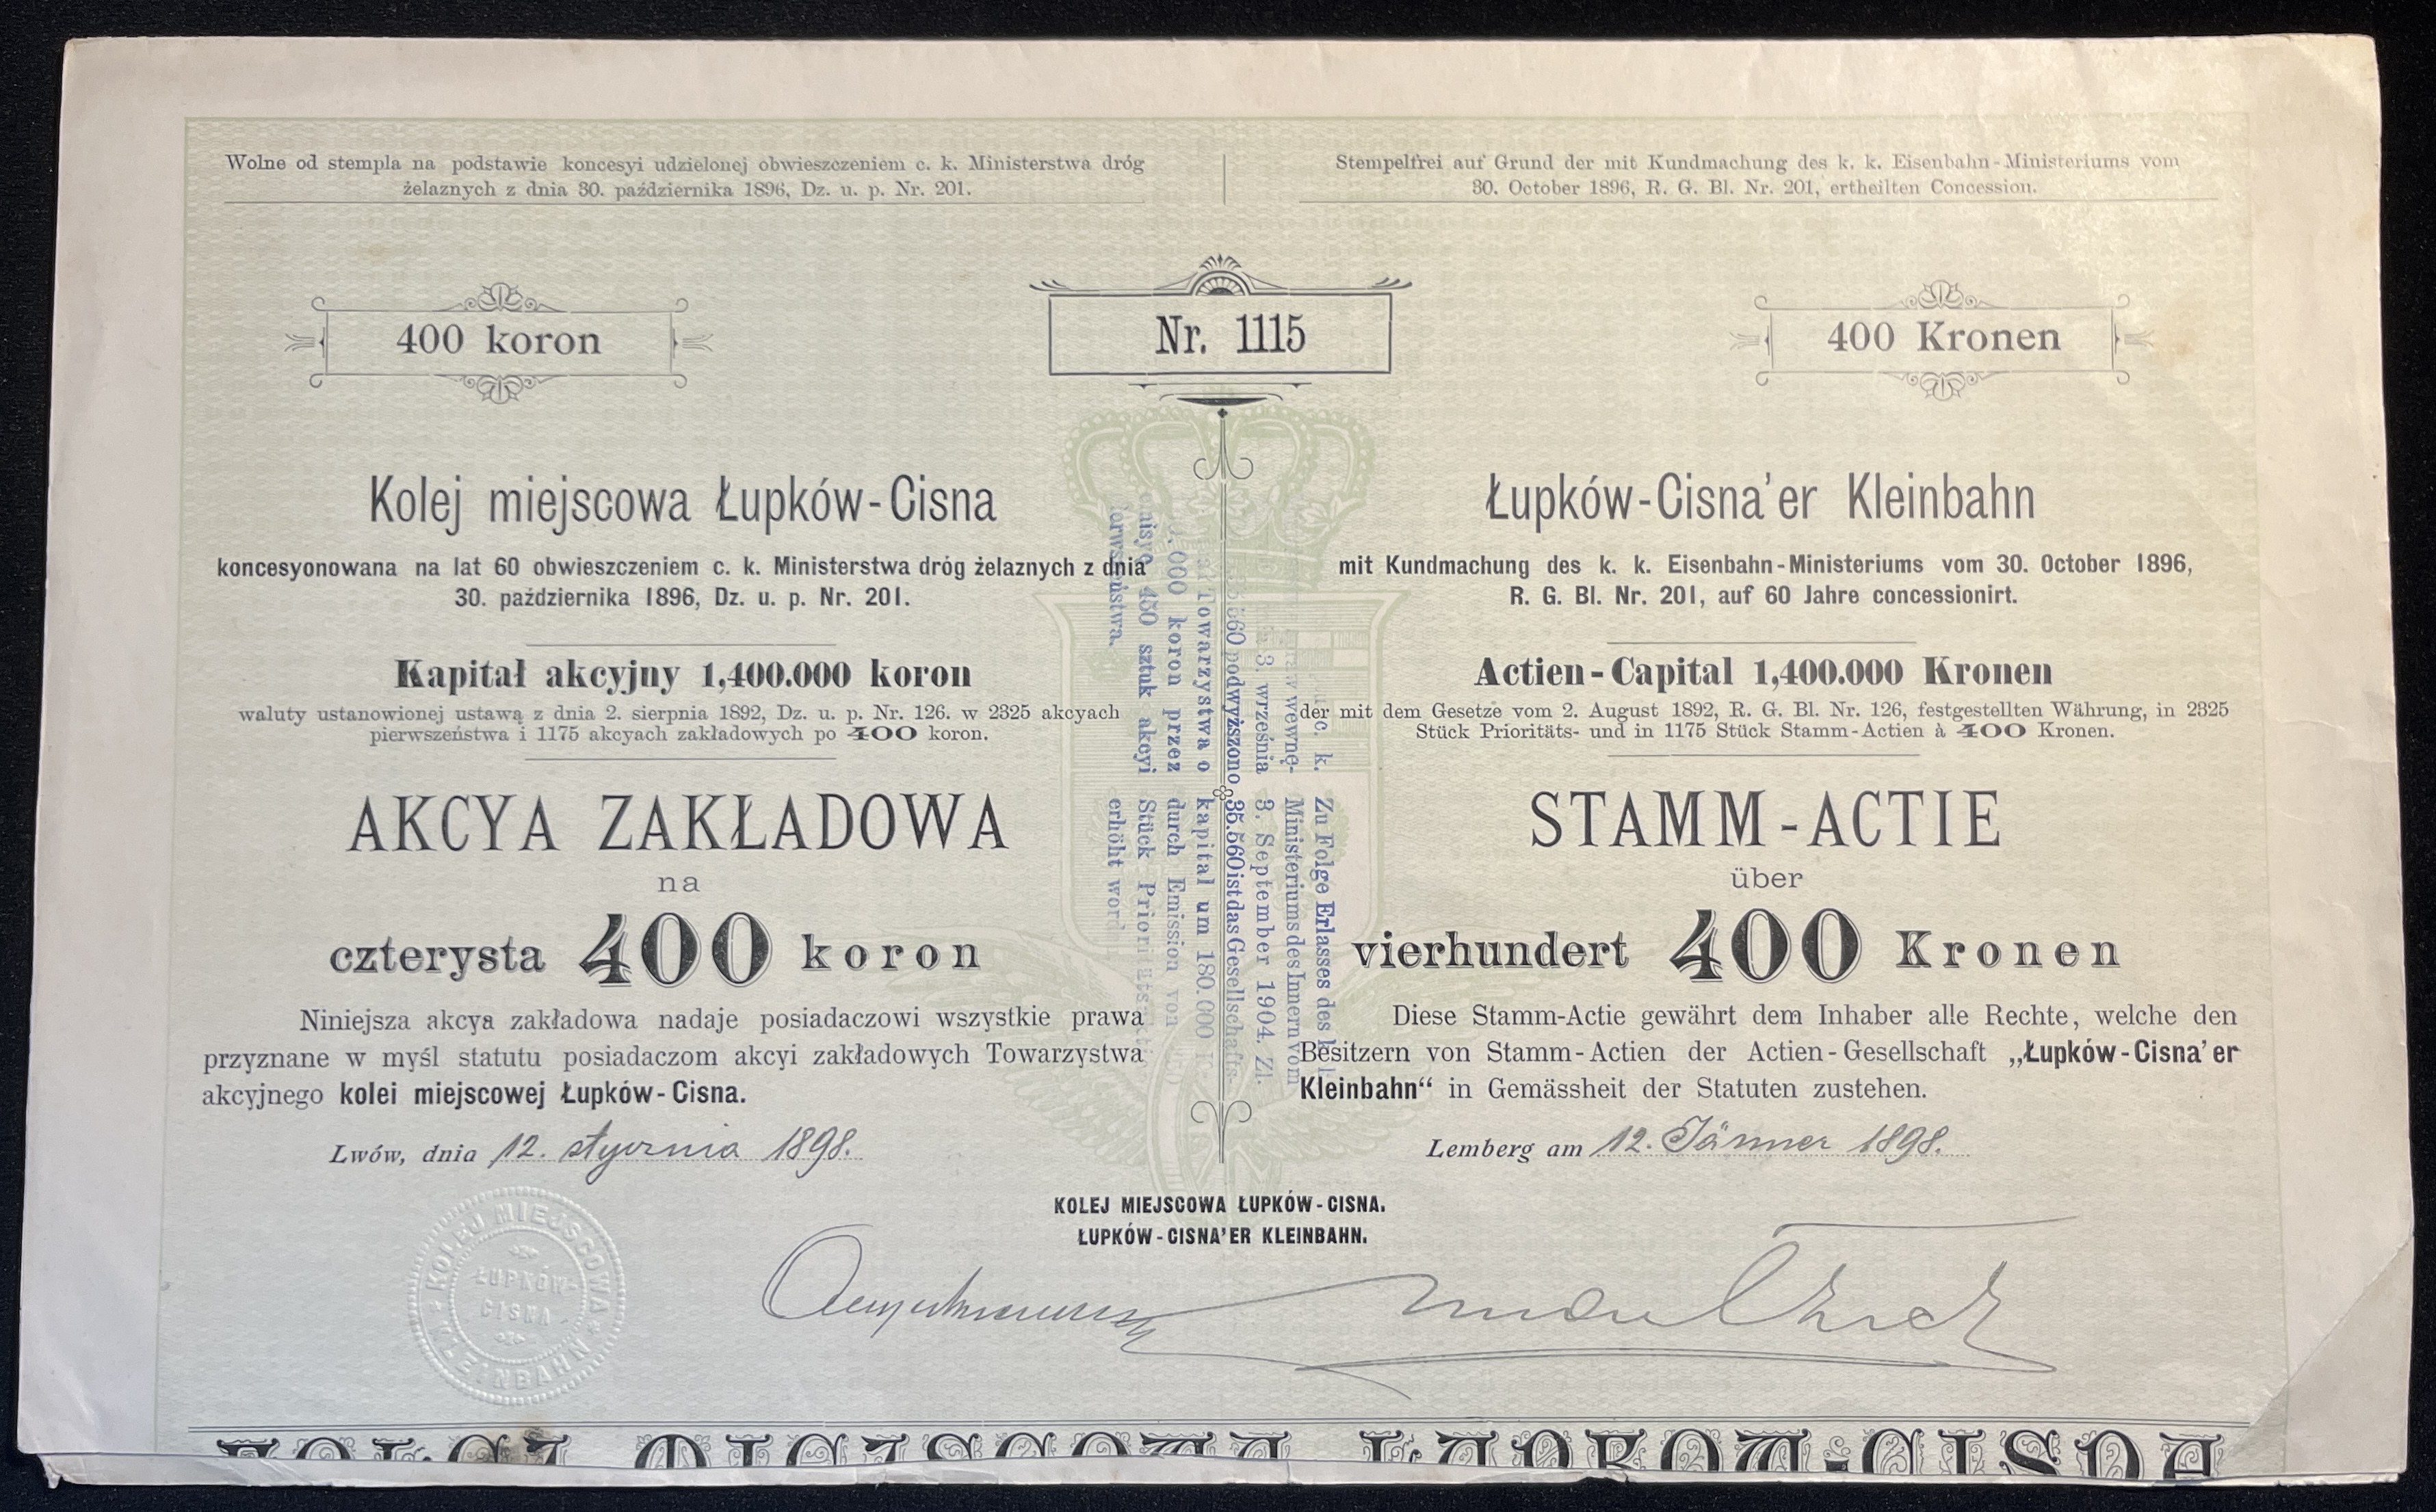 Wolne od stempla na podstawie koncesyi udzielonej obwieszczeniem c. k. Ministerstwa dróg
żelaznych z dnia 30. października 1896, Dz. u. p. Nr. 201.
Stempelfrei auf Grund der mit Kundmachung des k. k. Eisenbahn-Ministeriums vom
30. October 1896, R. G. Bl. Nr. 201, ertheilten Concession.
400 koron
Nr. 1115
400 Kronen
Kolej miejscowa Łupków-Cisna
koncesyonowana na lat 60 obwieszczeniem c. k. Ministerstwa dróg żelaznych z dnia
30. października 1896, Dz. u. p. Nr. 201.
Kapitał akcyjny 1,400.000 koron
waluty ustanowionej ustawą z dnia 2. sierpnia 1892, Dz. u. p. Nr. 126. w 2325 akcyach
pierwszeństwa i 1175 akcyach zakładowych po 400 koron.
AKCYA ZAKŁADOWA
na
czterysta 400 koron
Niniejsza akcya zakładowa nadaje posiadaczowi wszystkie prawa
przyznane w myśl statutu posiadaczom akcyi zakładowych Towarzystwa
akcyjnego kolei miejscowej Łupków-Cisna.
Lwów, dnia 12. stycznia 1898.
Łupków-Cisna'er Kleinbahn
mit Kundmachung des k. k. Eisenbahn-Ministeriums vom 30. October 1896,
R. G. Bl. Nr. 201, auf 60 Jahre concessionirt.
Actien-Capital 1,400.000 Kronen
der mit dem Gesetze vom 2. August 1892, R. G. Bl. Nr. 126, festgestellten Währung, in 2325
Stück Prioritäts- und in 1175 Stück Stamm-Actien à 400 Kronen.
STAMM-ACTIE
über
vierhundert 400 Kronen
Diese Stamm-Actie gewährt dem Inhaber alle Rechte, welche den
Besitzern von Stamm-Actien der Actien-Gesellschaft „Łupków-Cisna'er
Kleinbahn“ in Gemässheit der Statuten zustehen.
Lemberg am 12. Jänner 1898.
c. k.
wewnę-
3. września
560 podwyższono
Towarzystwa o
000 koron przez
450 sztuk akcyi
Zu Folge Erlasses des
Ministeriums des Innern vom
3. September 1904. Zl.
35.560 ist das Gesellschafts-
kapital um 180.000
durch Emission von
Stück
erhöht
KOLEJ MIEJSCOWA ŁUPKÓW-CISNA.
ŁUPKÓW-CISNA'ER KLEINBAHN.
KOLEJ MIEJSCOWA
ŁUPKÓW-
CISNA
KLEINBAHN
KOLEJ MIEJSCOWA ŁUPKÓW-CISNA